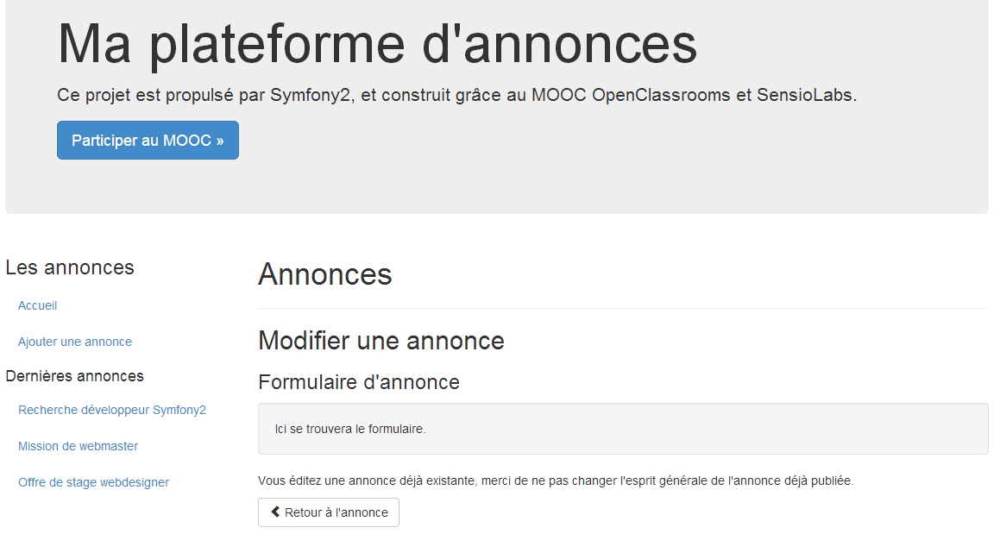 Ma plateforme d'annonces
Ce projet est propulsé par Symfony2, et construit grâce au MOOC OpenClassrooms et SensioLabs.
Participer au MOOC »
Les annonces
Accueil
Ajouter une annonce
Dernières annonces
Recherche développeur Symfony2
Mission de webmaster
Offre de stage webdesigner
Annonces
Modifier une annonce
Formulaire d'annonce
Ici se trouvera le formulaire.
Vous éditez une annonce déjà existante, merci de ne pas changer l'esprit générale de l'annonce déjà publiée.
Retour à l'annonce